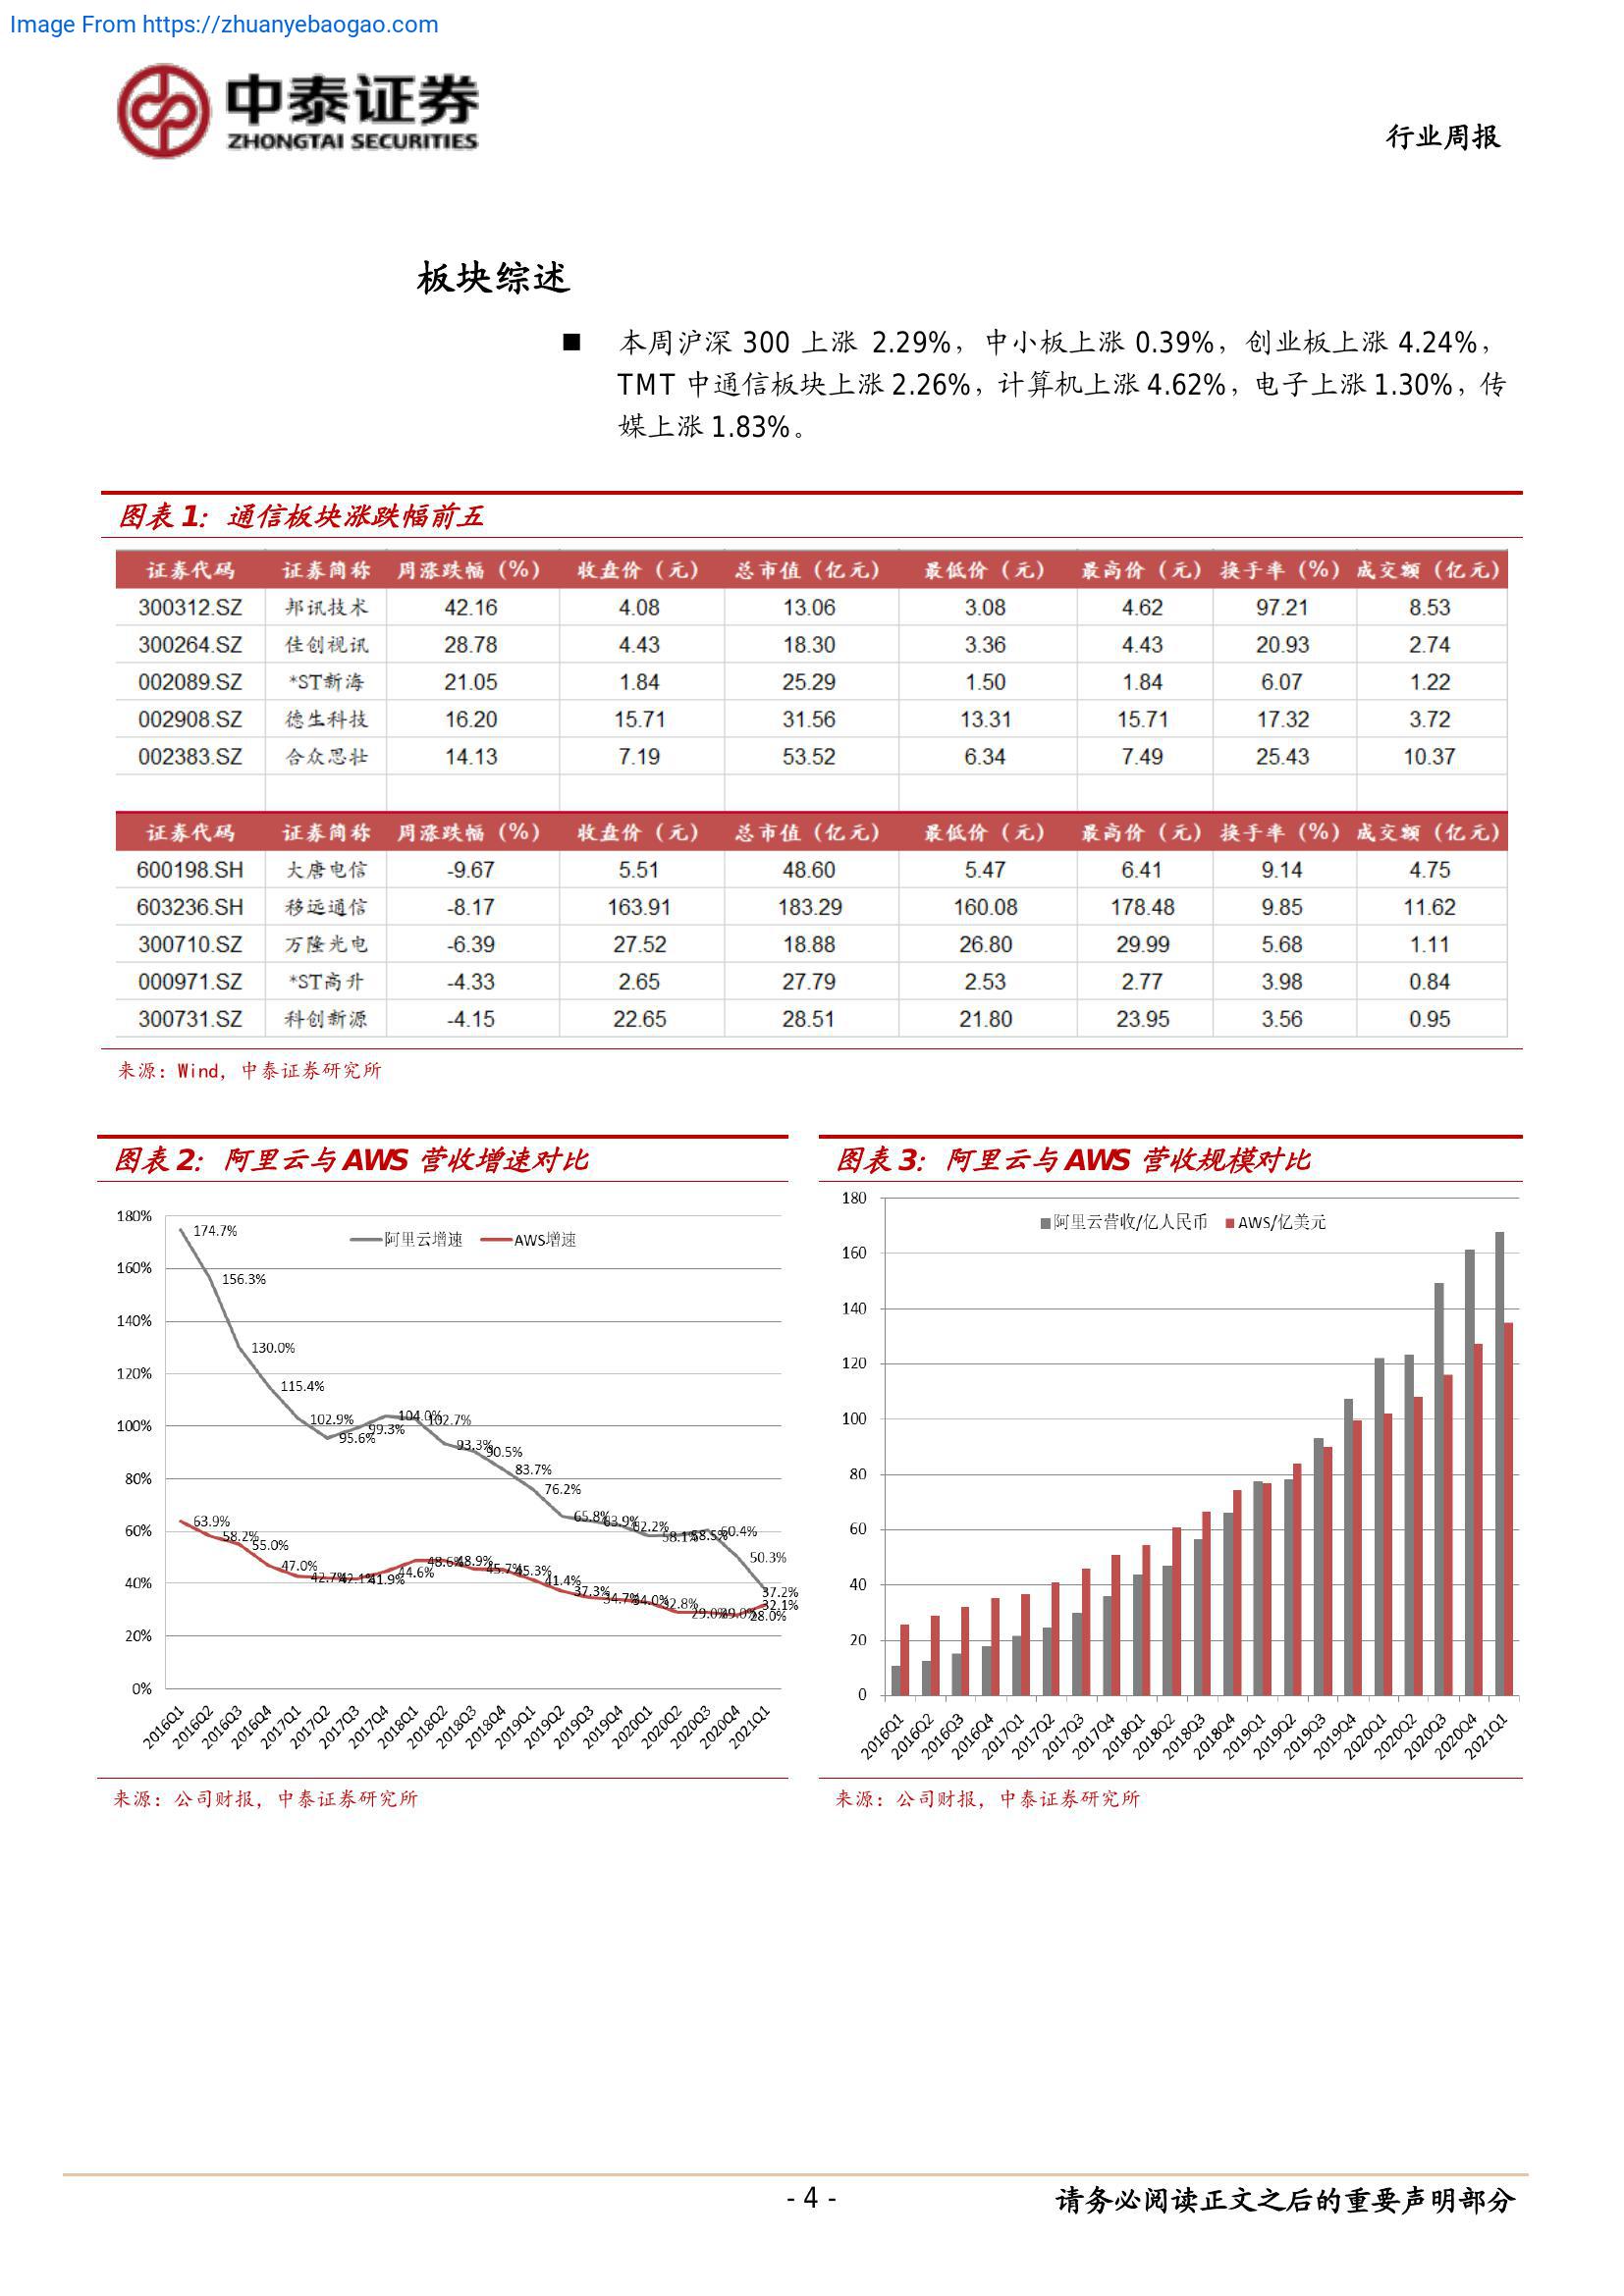 Image From https://zhuanyebaogao.com
中泰证券
ZHONGTAI SECURITIES
行业周报
板块综述
■ 本周沪深 300 上涨 2.29%，中小板上涨 0.39%，创业板上涨 4.24%，
TMT 中通信板块上涨 2.26%，计算机上涨 4.62%，电子上涨 1.30%，传
媒上涨 1.83%。
图表 1：通信板块涨跌幅前五
证券代码 证券简称 周涨跌幅（%） 收盘价（元） 总市值（亿元） 最低价（元） 最高价（元） 换手率（%） 成交额（亿元）
300312.SZ 邦讯技术 42.16 4.08 13.06 3.08 4.62 97.21 8.53
300264.SZ 佳创视讯 28.78 4.43 18.30 3.36 4.43 20.93 2.74
002089.SZ *ST新海 21.05 1.84 25.29 1.50 1.84 6.07 1.22
002908.SZ 德生科技 16.20 15.71 31.56 13.31 15.71 17.32 3.72
002383.SZ 合众思壮 14.13 7.19 53.52 6.34 7.49 25.43 10.37
证券代码 证券简称 周涨跌幅（%） 收盘价（元） 总市值（亿元） 最低价（元） 最高价（元） 换手率（%） 成交额（亿元）
600198.SH 大唐电信 -9.67 5.51 48.60 5.47 6.41 9.14 4.75
603236.SH 移远通信 -8.17 163.91 183.29 160.08 178.48 9.85 11.62
300710.SZ 万隆光电 -6.39 27.52 18.88 26.80 29.99 5.68 1.11
000971.SZ *ST高升 -4.33 2.65 27.79 2.53 2.77 3.98 0.84
300731.SZ 科创新源 -4.15 22.65 28.51 21.80 23.95 3.56 0.95
来源：Wind，中泰证券研究所
图表 2：阿里云与 AWS 营收增速对比
阿里云增速 AWS增速
180%
160%
140%
120%
100%
80%
60%
40%
20%
0%
174.7%
156.3%
130.0%
115.4%
102.9%
95.6%
99.3%
104.0%
102.7%
93.3%
90.5%
83.7%
76.2%
65.8%
63.9%
62.2%
58.1%
58.5%
60.4%
50.3%
37.2%
63.9%
58.2%
55.0%
47.0%
42.7%
42.1%
41.9%
44.6%
48.6%
48.9%
45.7%
45.3%
41.4%
37.3%
34.7%
34.0%
32.8%
29.0%
29.0%
28.0%
32.1%
2016Q1 2016Q2 2016Q3 2016Q4 2017Q1 2017Q2 2017Q3 2017Q4 2018Q1 2018Q2 2018Q3 2018Q4 2019Q1 2019Q2 2019Q3 2019Q4 2020Q1 2020Q2 2020Q3 2020Q4 2021Q1
来源：公司财报，中泰证券研究所
图表 3：阿里云与 AWS 营收规模对比
阿里云营收/亿人民币 AWS/亿美元
180
160
140
120
100
80
60
40
20
0
2016Q1 2016Q2 2016Q3 2016Q4 2017Q1 2017Q2 2017Q3 2017Q4 2018Q1 2018Q2 2018Q3 2018Q4 2019Q1 2019Q2 2019Q3 2019Q4 2020Q1 2020Q2 2020Q3 2020Q4 2021Q1
来源：公司财报，中泰证券研究所
- 4 -
请务必阅读正文之后的重要声明部分